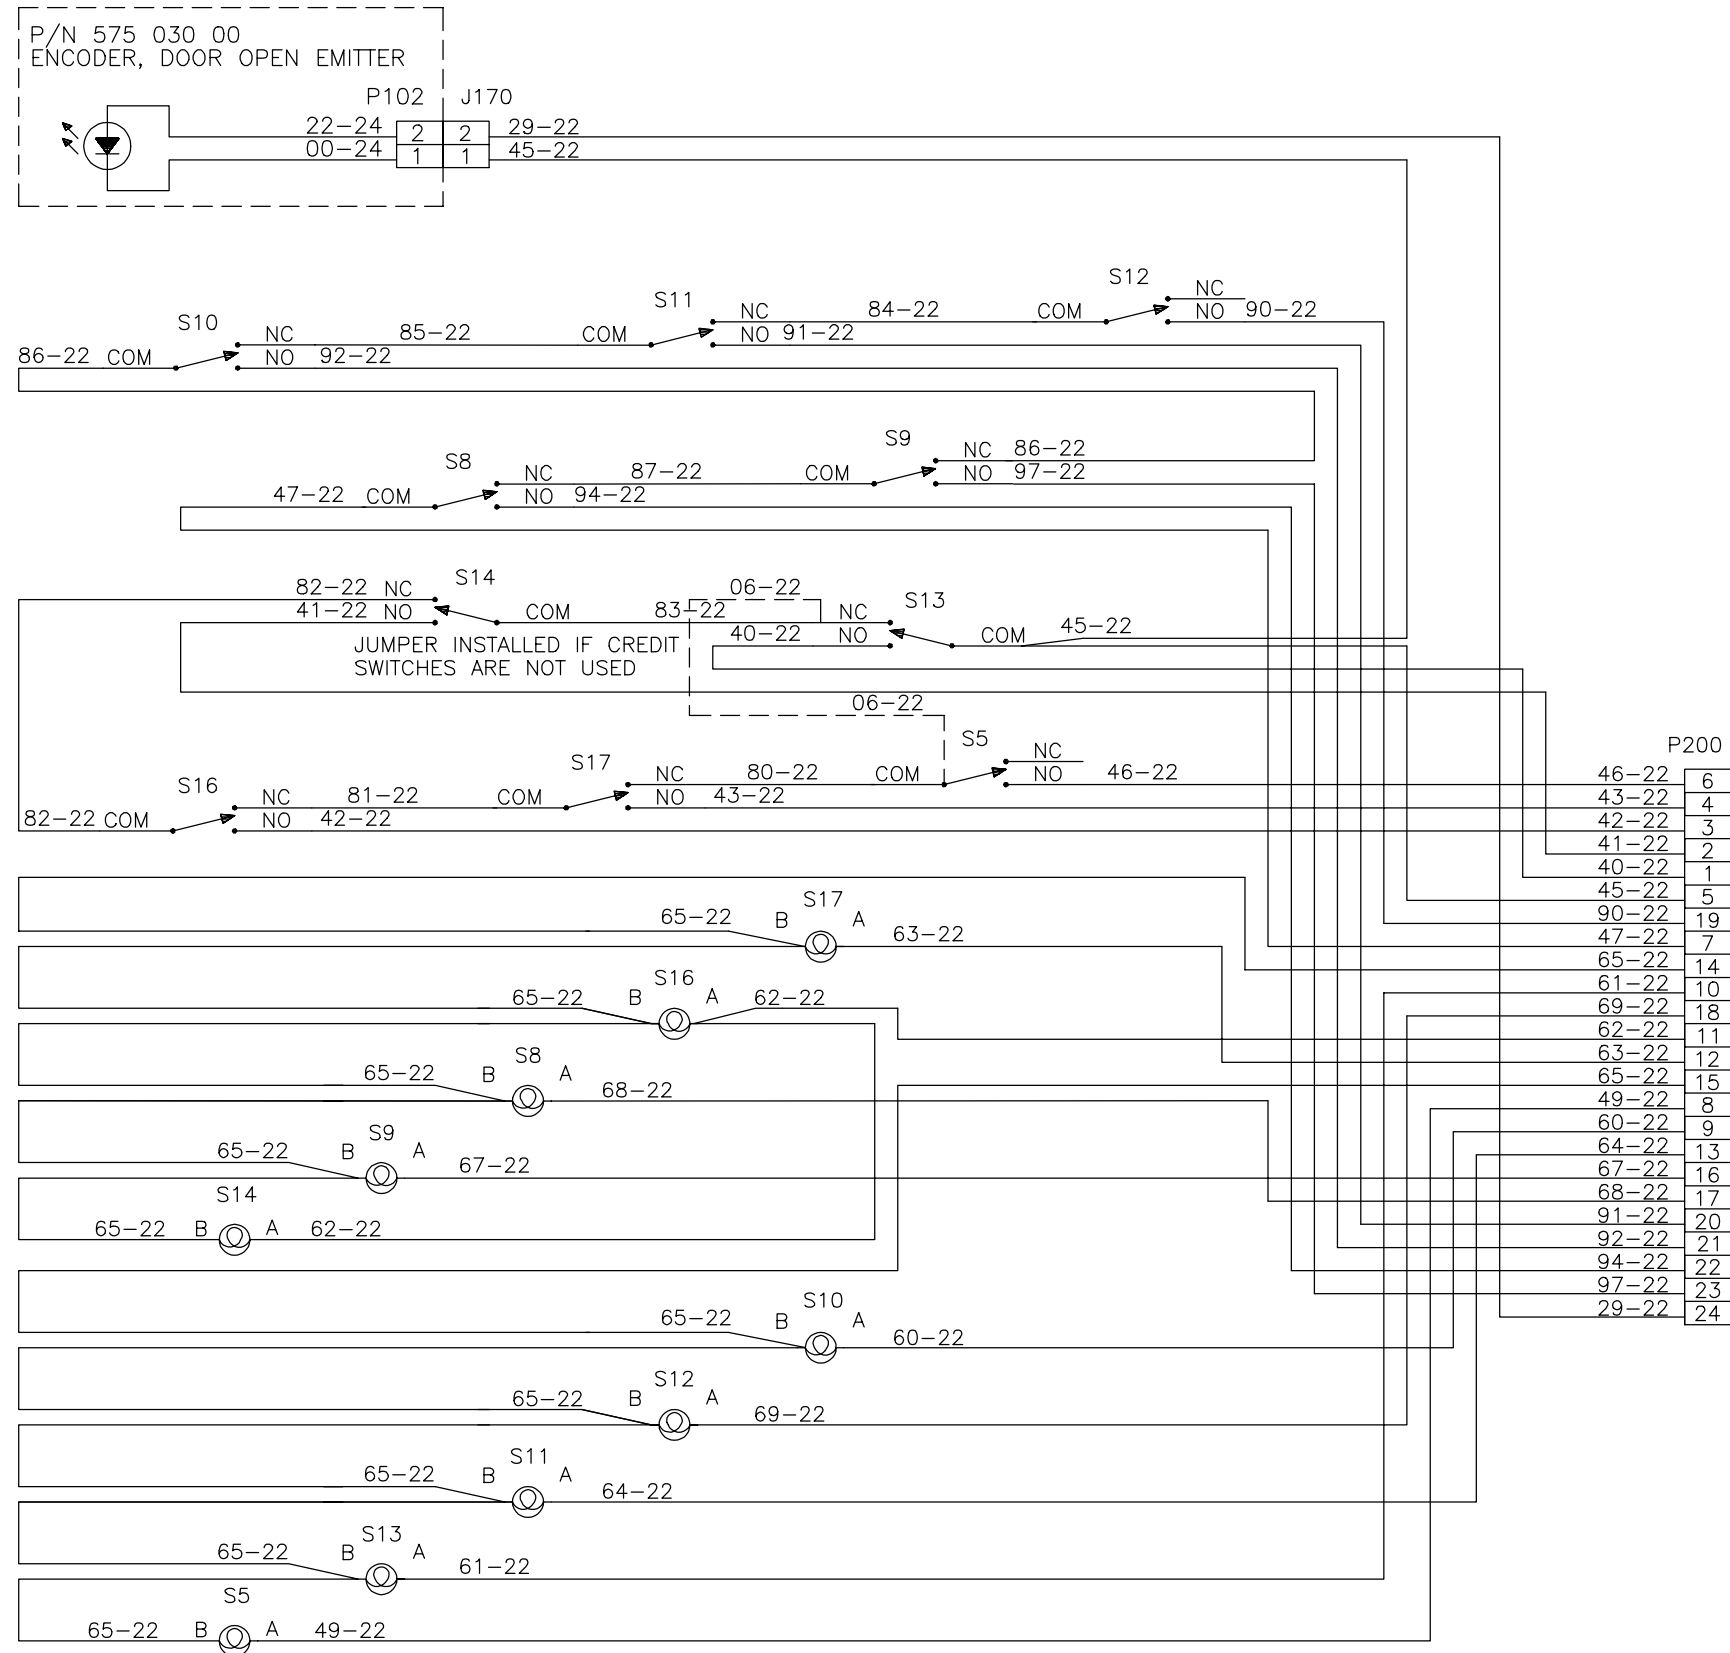 P/N 575 030 00
ENCODER, DOOR OPEN EMITTER
P102 J170
22-24 2 2 29-22
00-24 1 1 45-22
S12
NC
S11
NC 84-22 COM NO 90-22
S10
NC 85-22 COM NO 91-22
86-22 COM NO 92-22
S9
NC 86-22
S8
NC 87-22 COM NO 97-22
47-22 COM NO 94-22
82-22 NC S14 06-22
41-22 NO COM 83-22 NC S13
40-22 NO COM 45-22
JUMPER INSTALLED IF CREDIT
SWITCHES ARE NOT USED
06-22
S5
NC
P200
S17
NC 80-22 COM NO 46-22 46-22 6
S16
NC 81-22 COM NO 43-22 43-22 4
82-22 COM NO 42-22 42-22 3
41-22 2
40-22 1
45-22 5
90-22 19
47-22 7
65-22 14
61-22 10
69-22 18
62-22 11
63-22 12
65-22 15
49-22 8
60-22 9
64-22 13
67-22 16
68-22 17
91-22 20
92-22 21
94-22 22
97-22 23
29-22 24
S17
65-22 B A 63-22
S16
65-22 B A 62-22
S8
65-22 B A 68-22
S9
65-22 B A 67-22
S14
65-22 B A 62-22
S10
65-22 B A 60-22
S12
65-22 B A 69-22
S11
65-22 B A 64-22
S13
65-22 B A 61-22
S5
65-22 B A 49-22